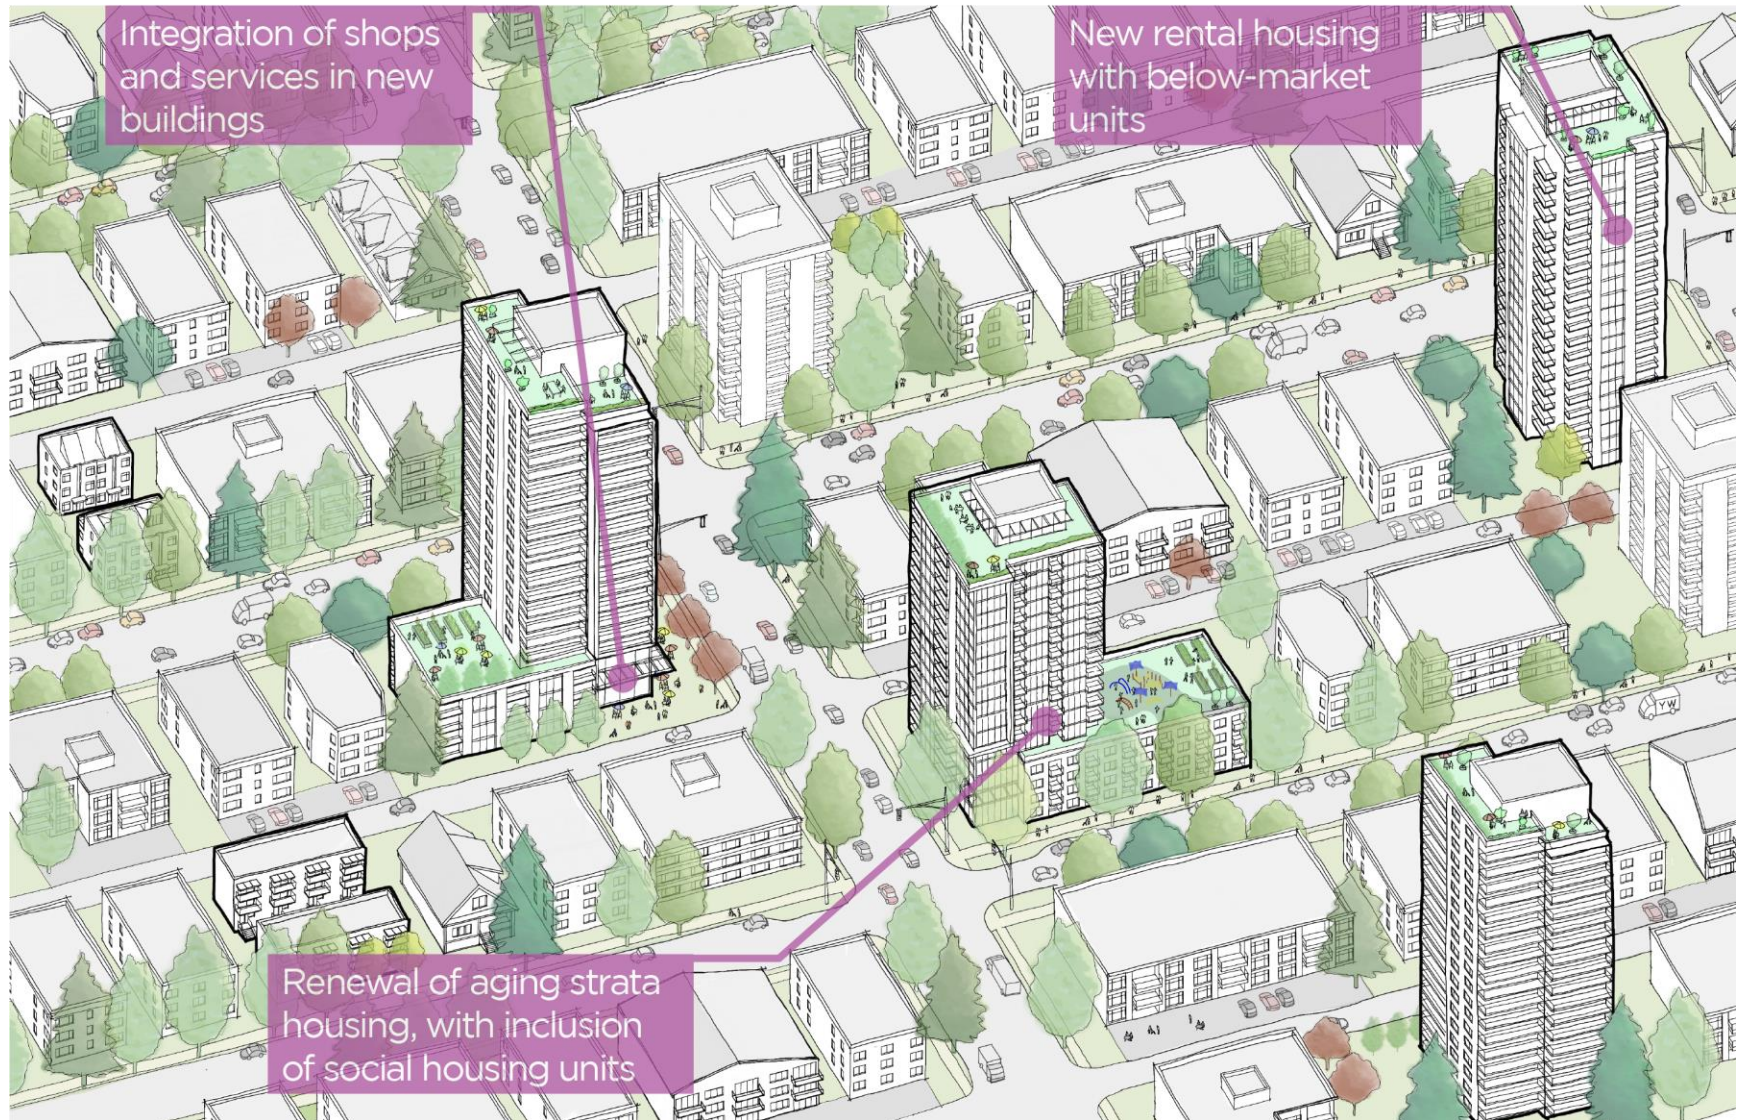 Integration of shops
and services in new
buildings
New rental housing
with below-market
units
YW
Renewal of aging strata
housing, with inclusion
of social housing units